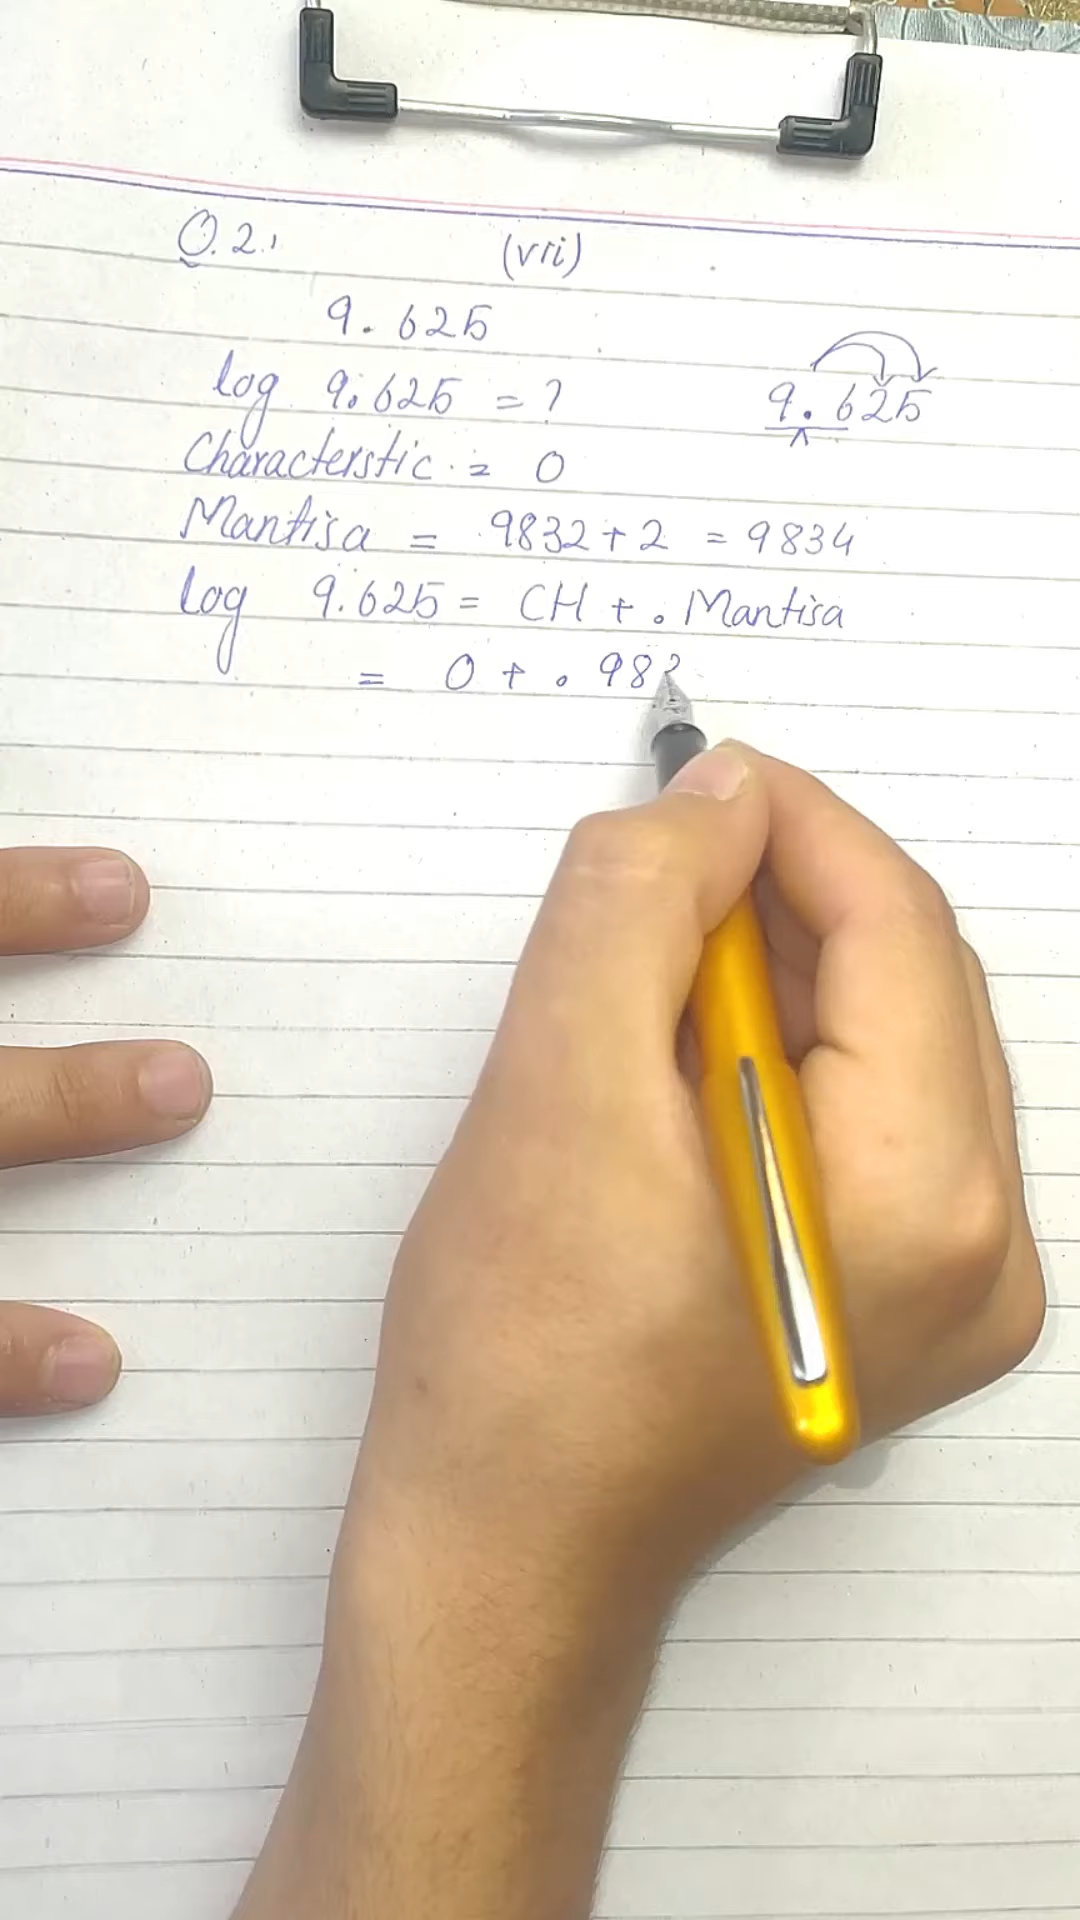 Q.2. (vii)
9.625
log 9.625 = ?
9.625
Characterstic = 0
Mantisa = 9832 + 2 = 9834
log 9.625 = CH + . Mantisa
= 0 + . 983